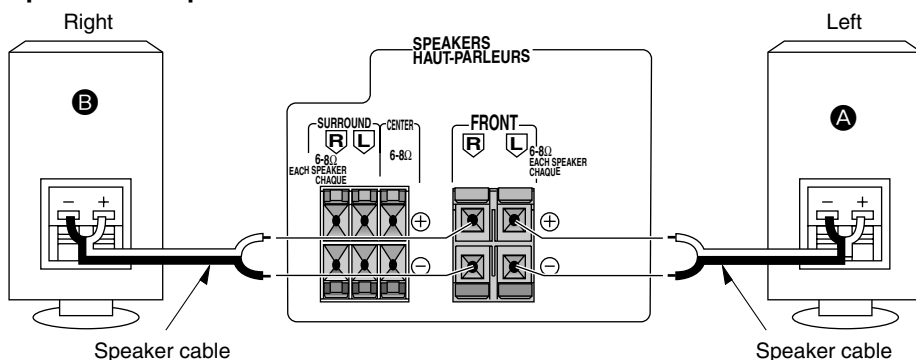 Right
Left
SPEAKERS
HAUT-PARLEURS
B
A
SURROUND
CENTER
FRONT
R L
R L
6-8Ω
EACH SPEAKER
CHAQUE
6-8Ω
6-8Ω
EACH SPEAKER
CHAQUE
- +
+
+
- +
-
-
Speaker cable
Speaker cable